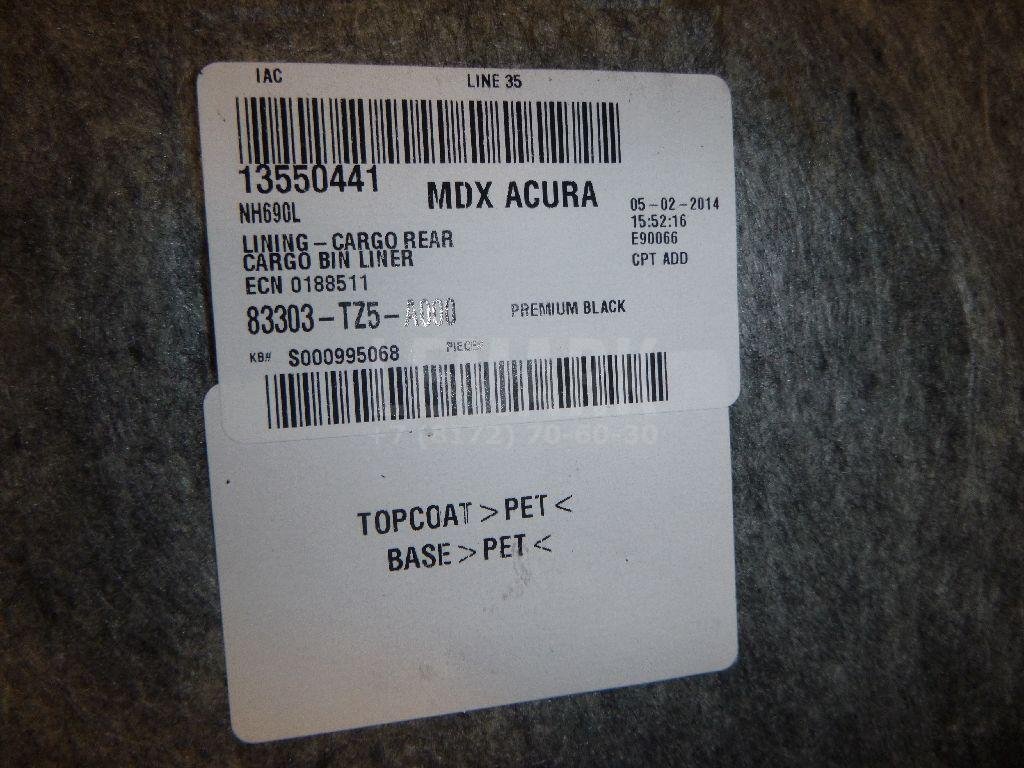 IAC LINE 35
13550441 MDX ACURA
NH690L
05-02-2014
15:52:16
LINING-CARGO REAR E90066
CARGO BIN LINER CPT ADD
ECN 0188511
83303-TZ5-A000 PREMIUM BLACK
KB# S000995068 PIECES
+7 (8172) 70-60-30
TOPCOAT >PET<
BASE >PET<